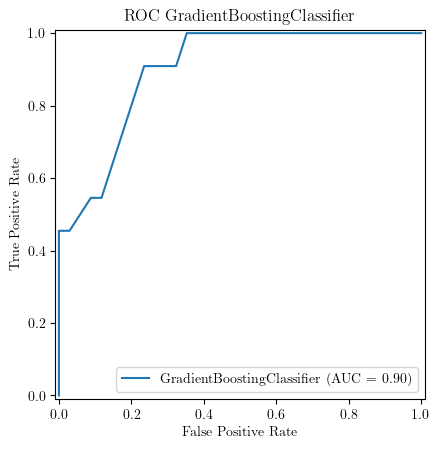 ROC GradientBoostingClassifier
1.0
0.8
0.6
0.4
0.2
0.0
True Positive Rate
GradientBoostingClassifier (AUC = 0.90)
0.0 0.2 0.4 0.6 0.8 1.0
False Positive Rate